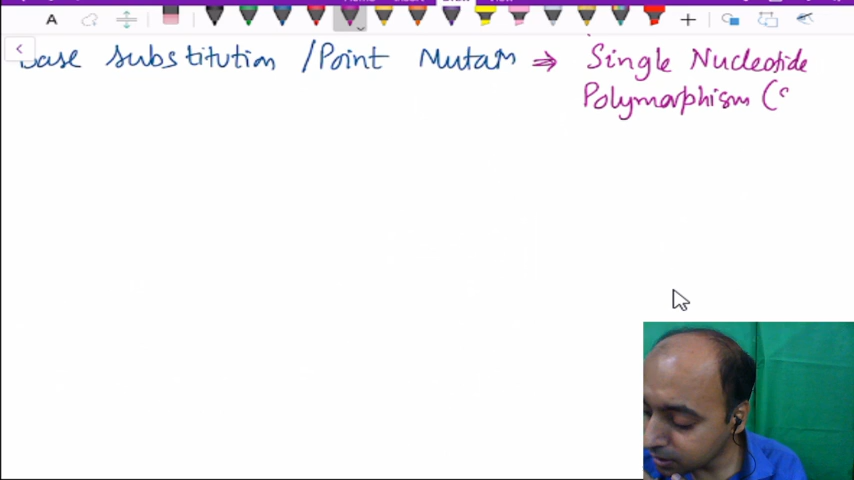 Base substitution / Point Mutatn ⇒ Single Nucleotide
Polymorphism (S